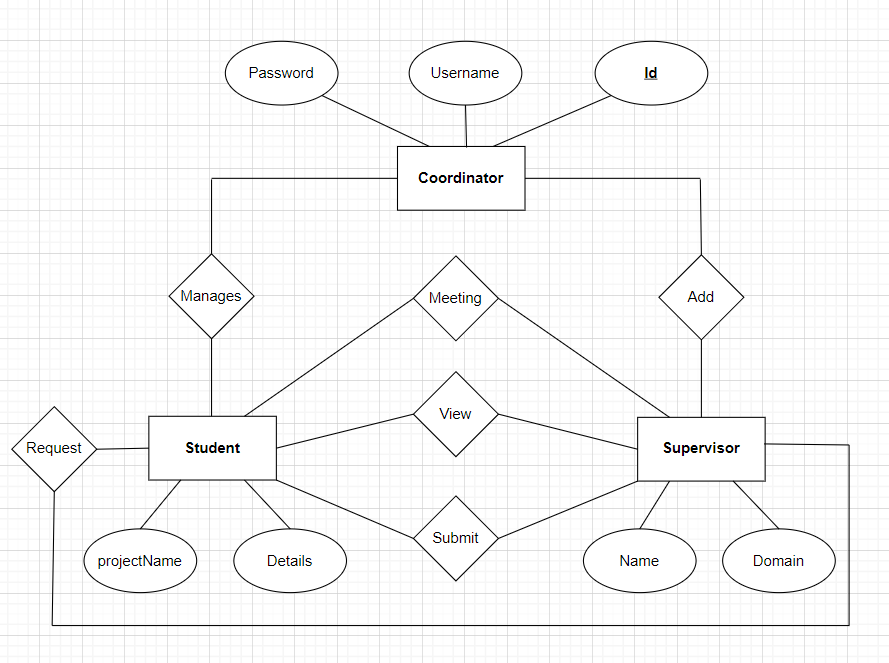 Password
Username
Id
Coordinator
Manages
Meeting
Add
View
Request
Student
Supervisor
Submit
projectName
Details
Name
Domain